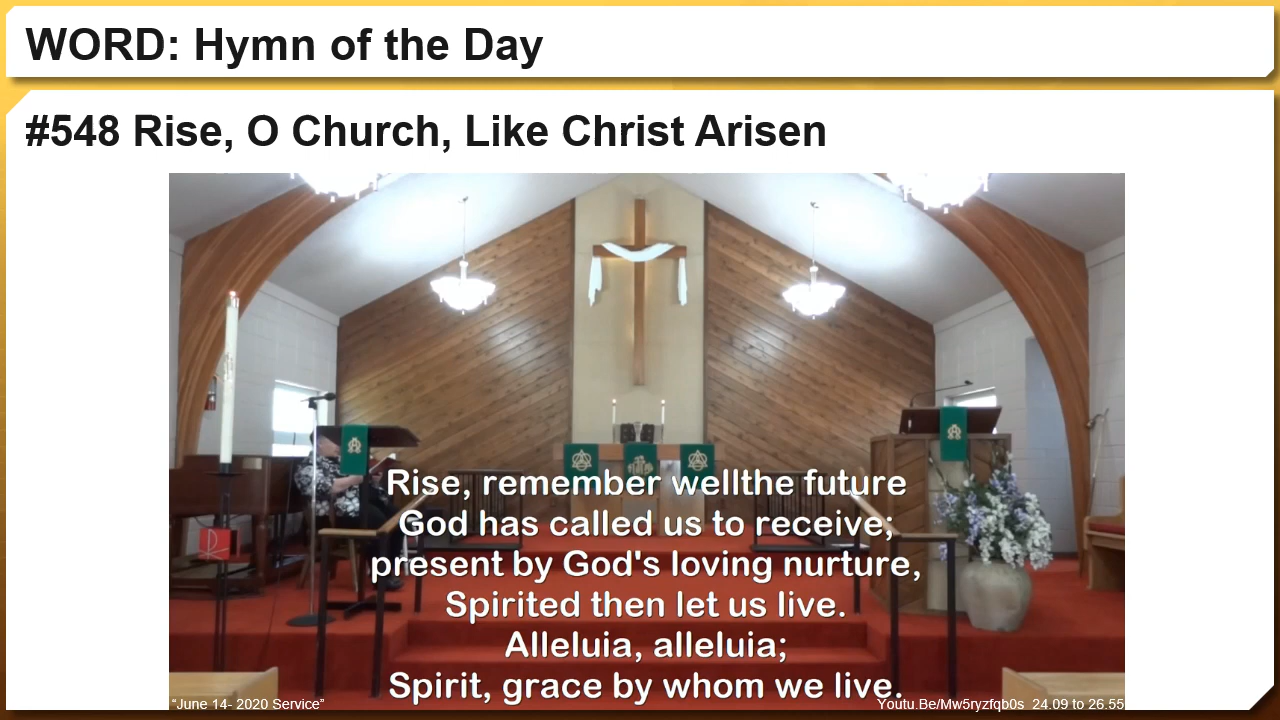 WORD: Hymn of the Day
#548 Rise, O Church, Like Christ Arisen
Rise, remember wellthe future
God has called us to receive;
present by God's loving nurture,
Spirited then let us live.
Alleluia, alleluia;
Spirit, grace by whom we live.
“June 14- 2020 Service”
Youtu.Be/Mw5ryzfqb0s 24.09 to 26.55